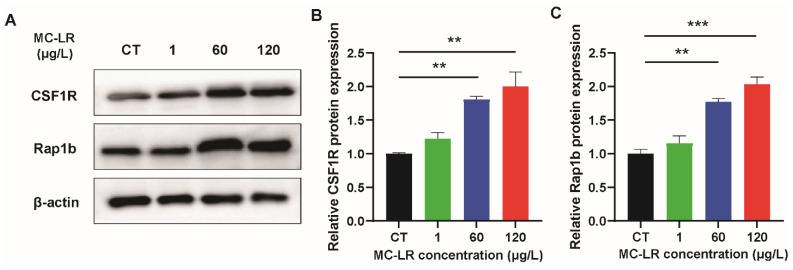 A
MC-LR
(μg/L)
CT 1 60 120
CSF1R
Rap1b
β-actin
B
Relative CSF1R protein expression
2.5
2.0
1.5
1.0
0.5
0.0
**
**
CT 1 60 120
MC-LR concentration (μg/L)
C
Relative Rap1b protein expression
2.5
2.0
1.5
1.0
0.5
0.0
***
**
CT 1 60 120
MC-LR concentration (μg/L)